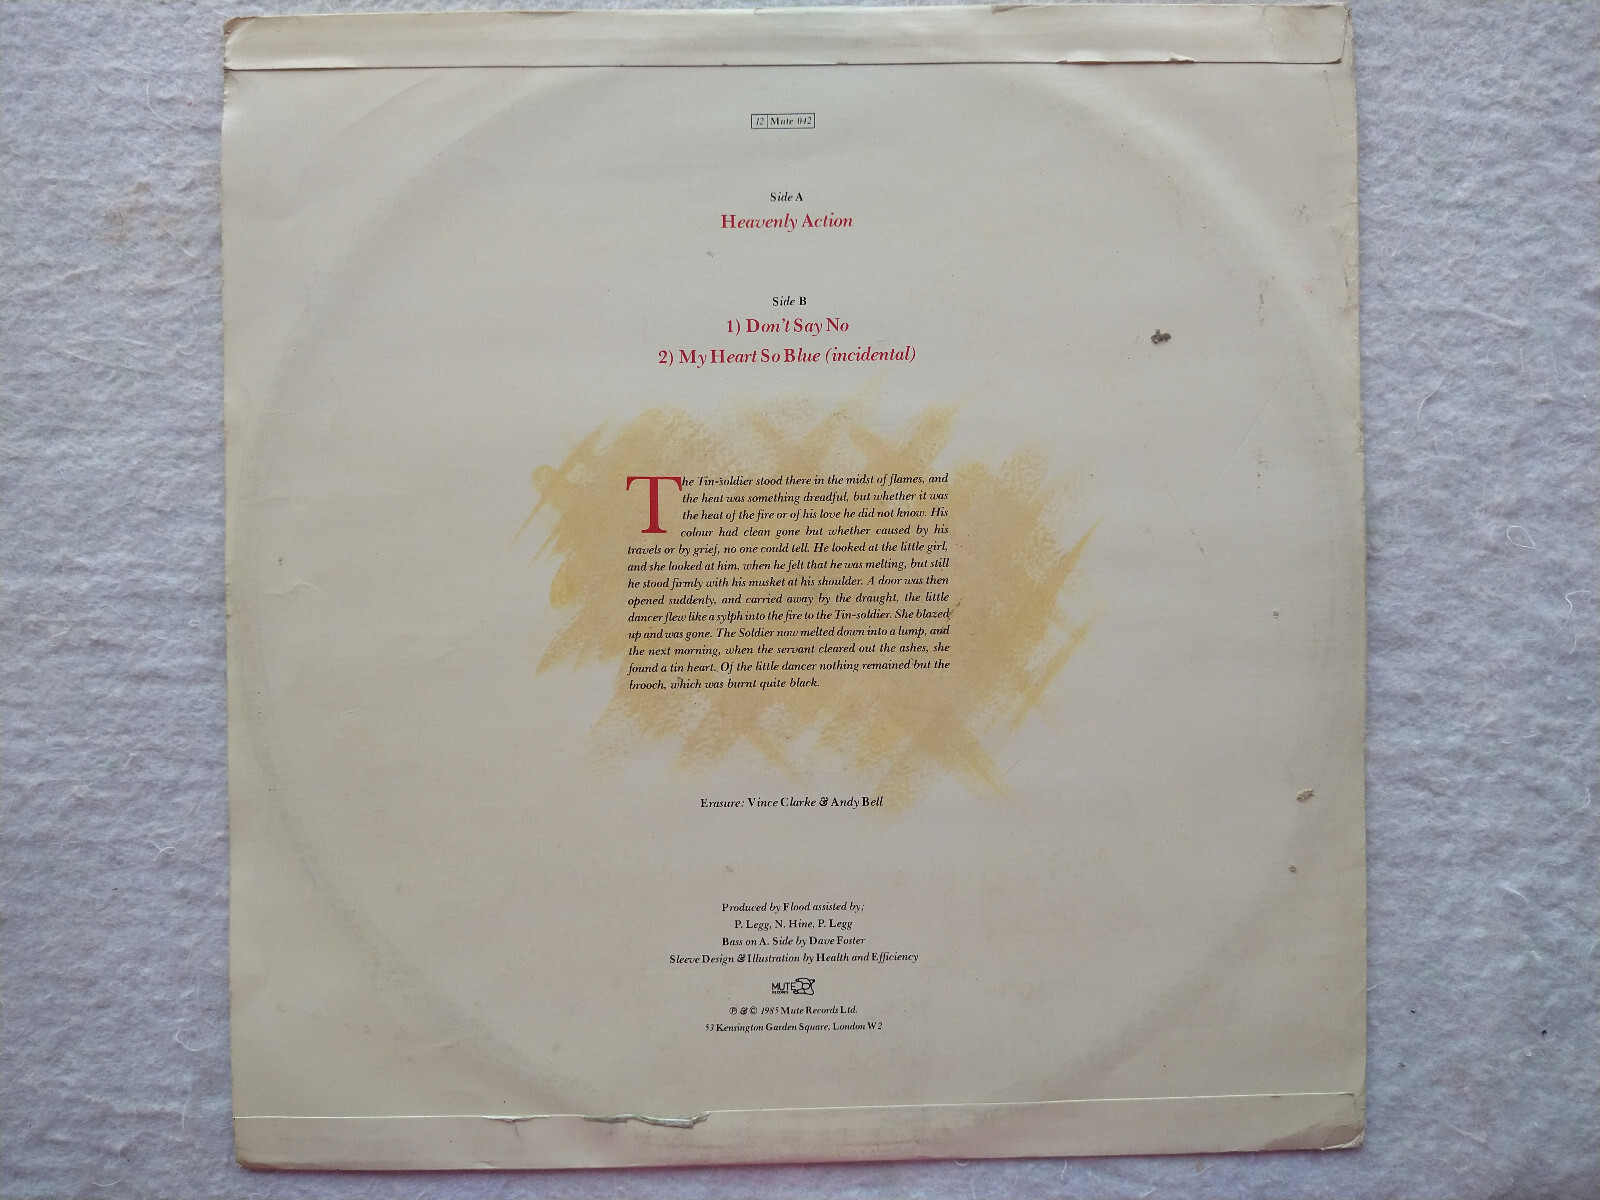 12 Mute 042
Side A
Heavenly Action
Side B
1) Don't Say No
2) My Heart So Blue (incidental)
The Tin-soldier stood there in the midst of flames, and
the heat was something dreadful, but whether it was
the heat of the fire or of his love he did not know. His
colour had clean gone but whether caused by his
travels or by grief, no one could tell. He looked at the little girl,
and she looked at him, when he felt that he was melting, but still
he stood firmly with his musket at his shoulder. A door was then
opened suddenly, and carried away by the draught, the little
dancer flew like a sylph into the fire to the Tin-soldier. She blazed
up and was gone. The Soldier now melted down into a lump, and
the next morning, when the servant cleared out the ashes, she
found a tin heart. Of the little dancer nothing remained but the
brooch, which was burnt quite black.
Erasure: Vince Clarke & Andy Bell
Produced by Flood assisted by;
P. Legg, N. Hine, P. Legg
Bass on A. Side by Dave Foster
Sleeve Design & Illustration by Health and Efficiency
MUTE
RECORDS
℗ & © 1985 Mute Records Ltd.
53 Kensington Garden Square, London W2